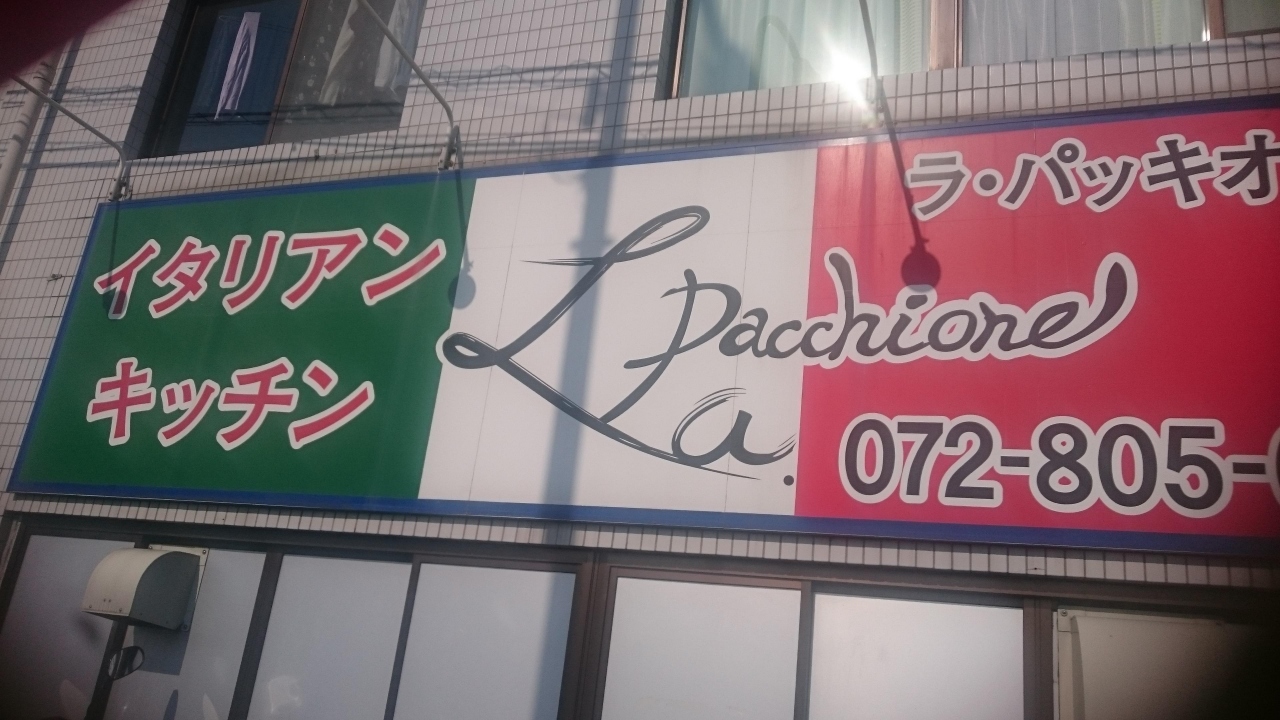 イタリアン
キッチン
La. Pacchione
ラ・パッキオ
072-805-